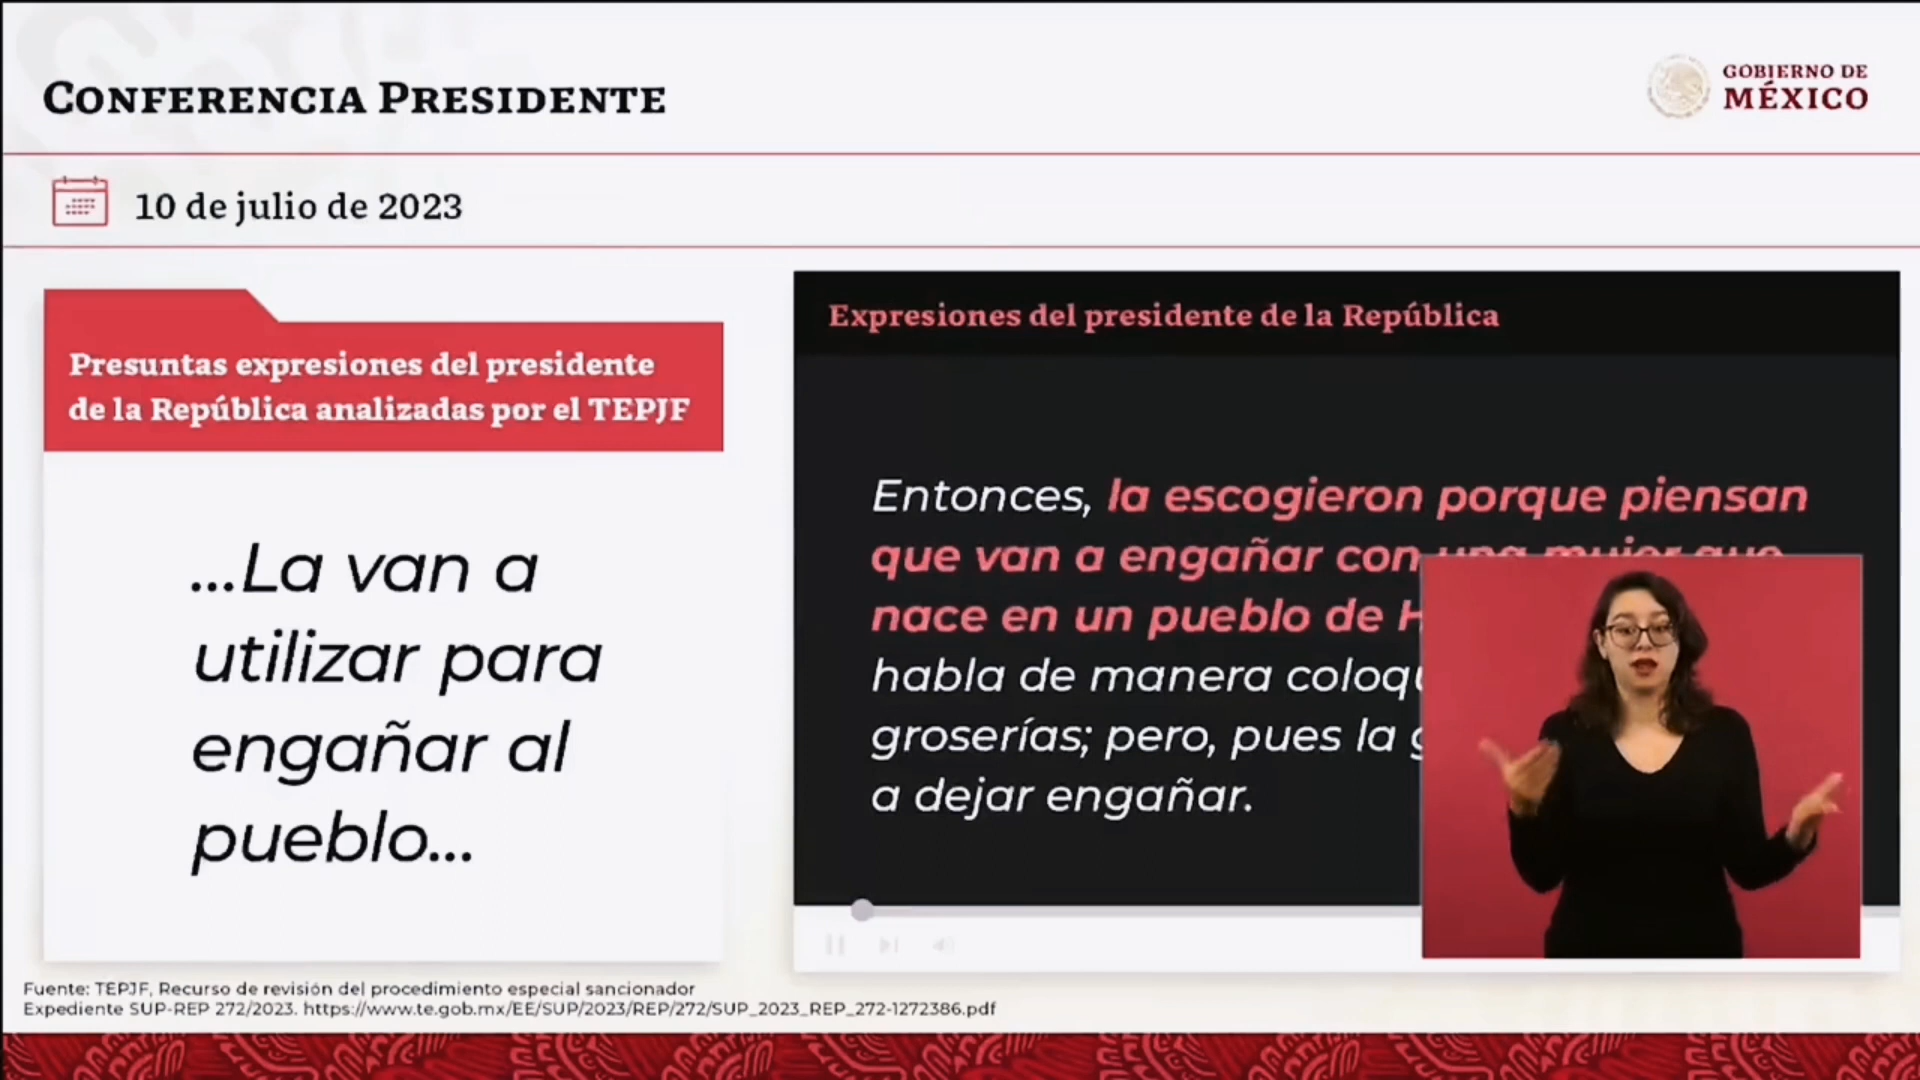 CONFERENCIA PRESIDENTE
GOBIERNO DE
MÉXICO
10 de julio de 2023
Presuntas expresiones del presidente
de la República analizadas por el TEPJF
...La van a
utilizar para
engañar al
pueblo...
Expresiones del presidente de la República
Entonces, la escogieron porque piensan
que van a engañar con una mujer que
nace en un pueblo de
habla de manera
groserías; pero, pues la
a dejar engañar.
Fuente: TEPJF, Recurso de revisión del procedimiento especial sancionador
Expediente SUP-REP 272/2023. https://www.te.gob.mx/EE/SUP/2023/REP/272/SUP_2023_REP_272-1272386.pdf